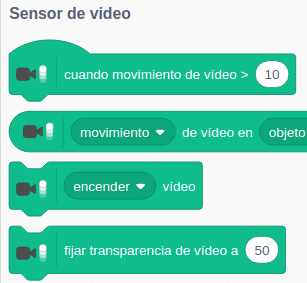 Sensor de video
cuando movimiento de vídeo > 10
movimiento de vídeo en objeto
encender vídeo
fijar transparencia de vídeo a 50